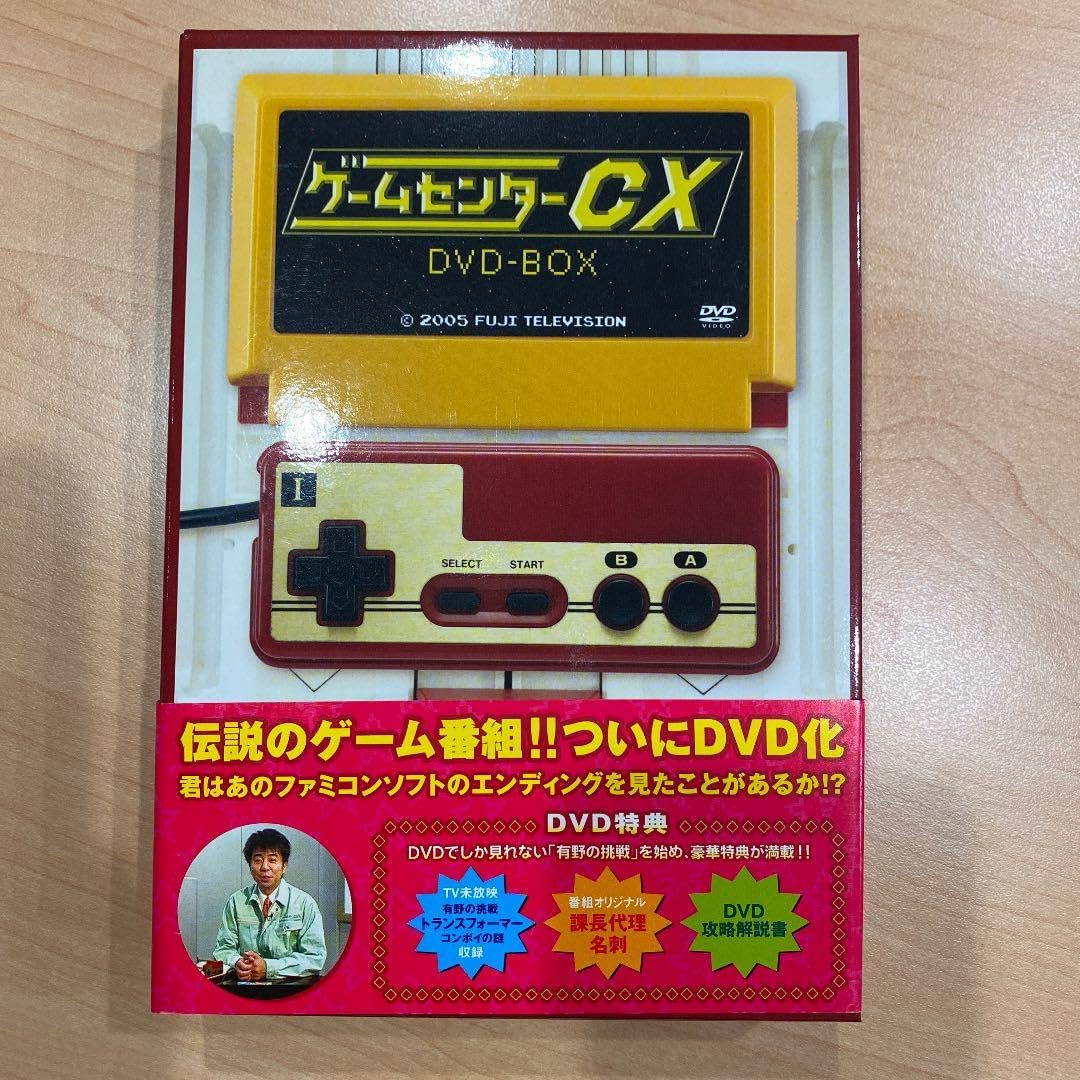 ゲームセンターCX
DVD-BOX
© 2005 FUJI TELEVISION
DVD
VIDEO
I
SELECT START
B A
伝説のゲーム番組!!ついにDVD化
君はあのファミコンソフトのエンディングを見たことがあるか!?
DVD特典
DVDでしか見れない「有野の挑戦」を始め、豪華特典が満載!!
TV未放映
有野の挑戦
トランスフォーマー
コンボイの謎
収録
番組オリジナル
課長代理
名刺
DVD
攻略解説書